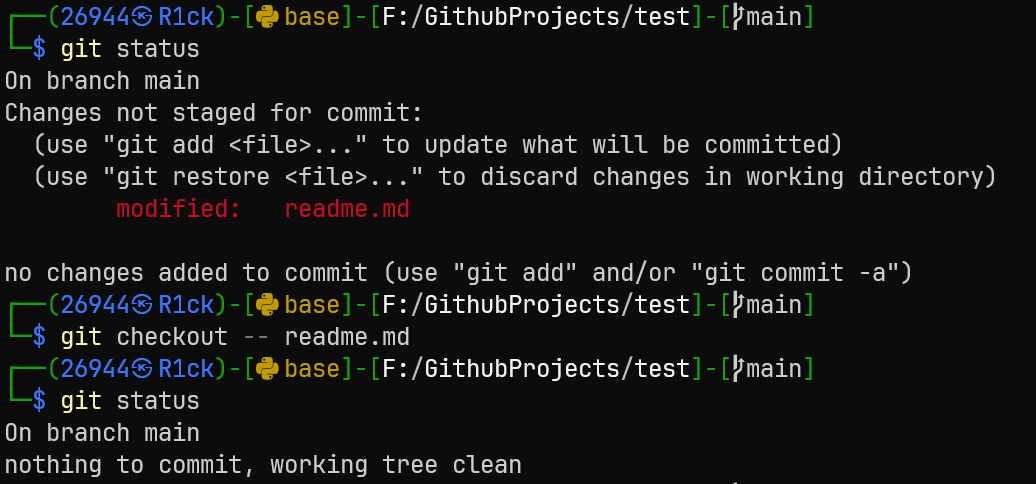 ┌──(26944㉿R1ck)-[base]-[F:/GithubProjects/test]-[main]
└─$ git status
On branch main
Changes not staged for commit:
  (use "git add <file>..." to update what will be committed)
  (use "git restore <file>..." to discard changes in working directory)
        modified:   readme.md

no changes added to commit (use "git add" and/or "git commit -a")
┌──(26944㉿R1ck)-[base]-[F:/GithubProjects/test]-[main]
└─$ git checkout -- readme.md
┌──(26944㉿R1ck)-[base]-[F:/GithubProjects/test]-[main]
└─$ git status
On branch main
nothing to commit, working tree clean